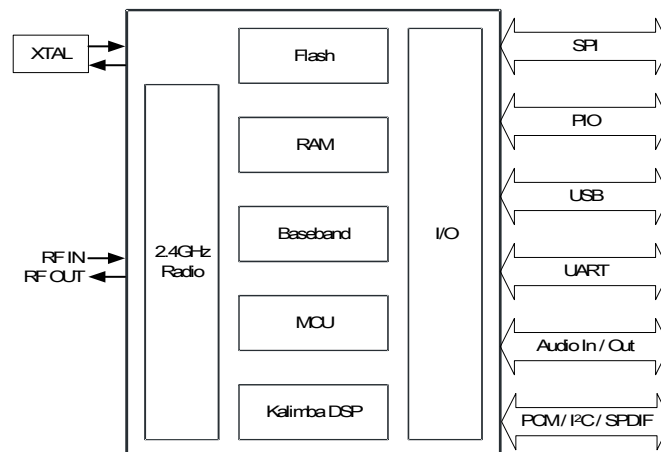 XTAL
RF IN
RF OUT
2.4GHz
Radio
Flash
RAM
Baseband
MCU
Kalimba DSP
I/O
SPI
PIO
USB
UART
Audio In / Out
PCM / I²C / SPDIF